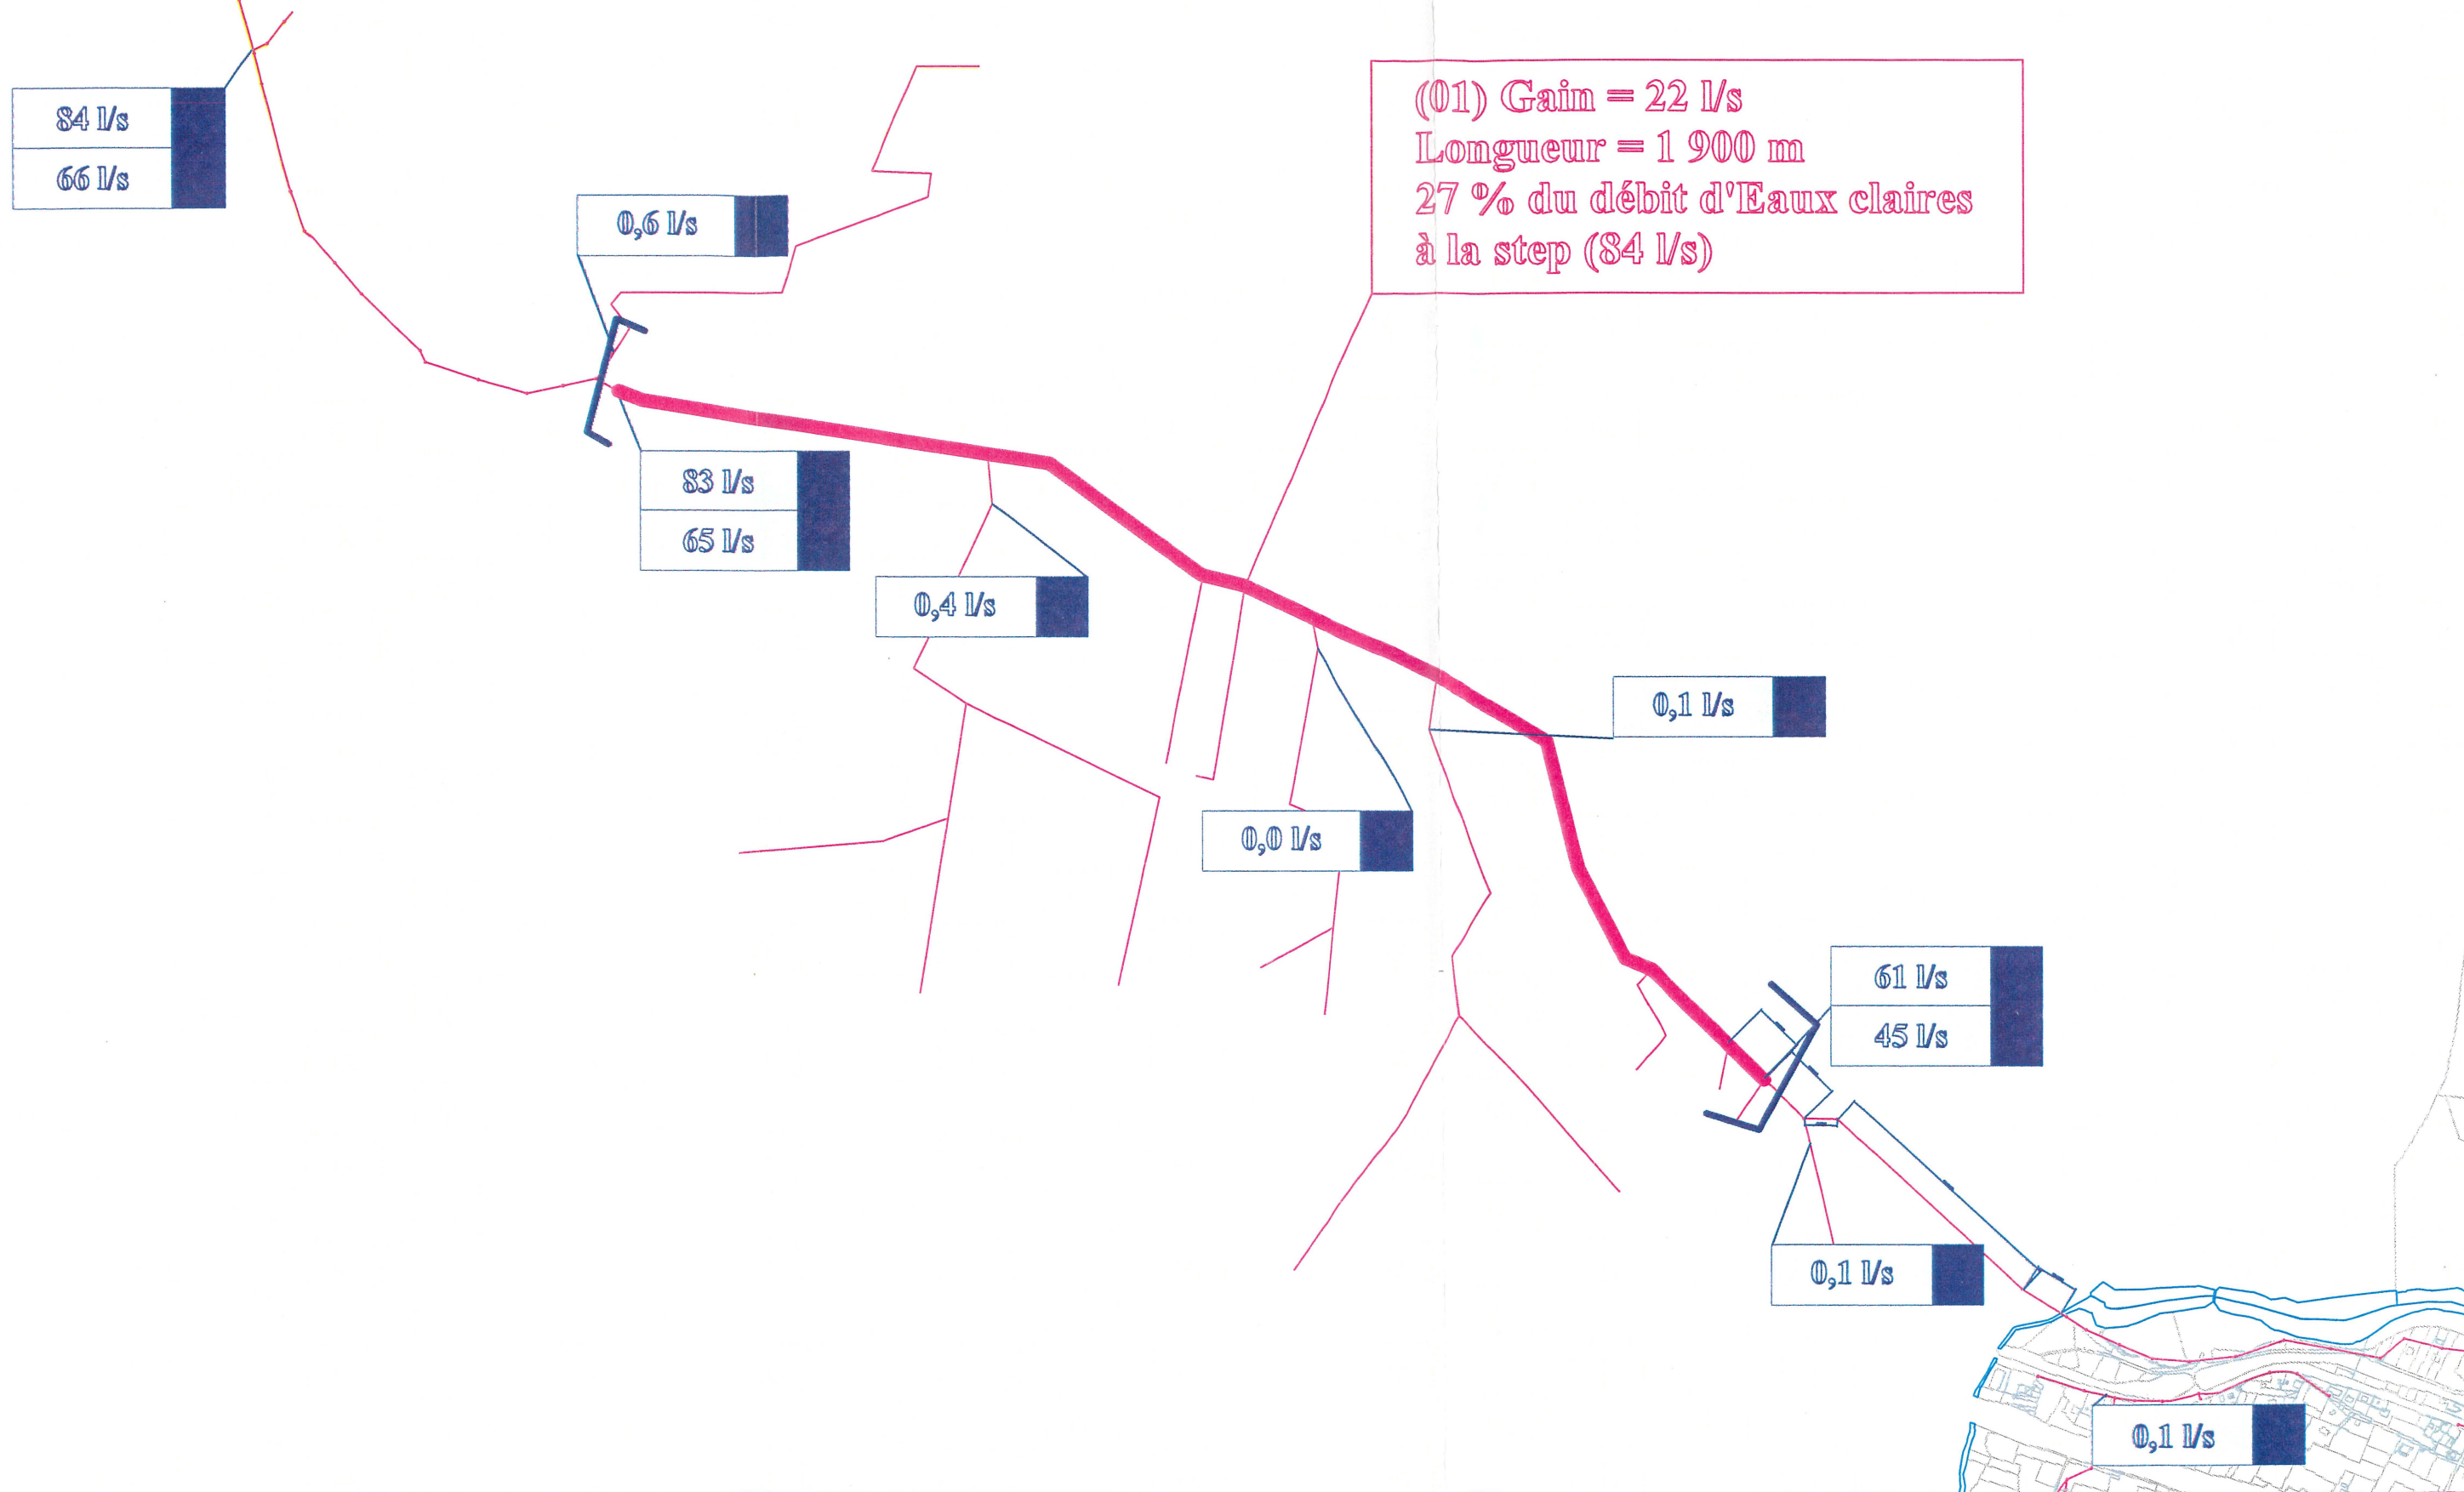 84 l/s
66 l/s
0,6 l/s
(01) Gain = 22 l/s
Longueur = 1 900 m
27 % du débit d'Eaux claires
à la step (84 l/s)
83 l/s
65 l/s
0,4 l/s
0,1 l/s
0,0 l/s
61 l/s
45 l/s
0,1 l/s
0,1 l/s